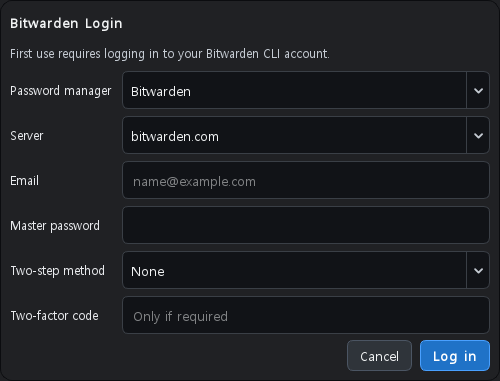 Bitwarden Login
First use requires logging in to your Bitwarden CLI account.
Password manager Bitwarden
Server bitwarden.com
Email name@example.com
Master password
Two-step method None
Two-factor code Only if required
Cancel Log in